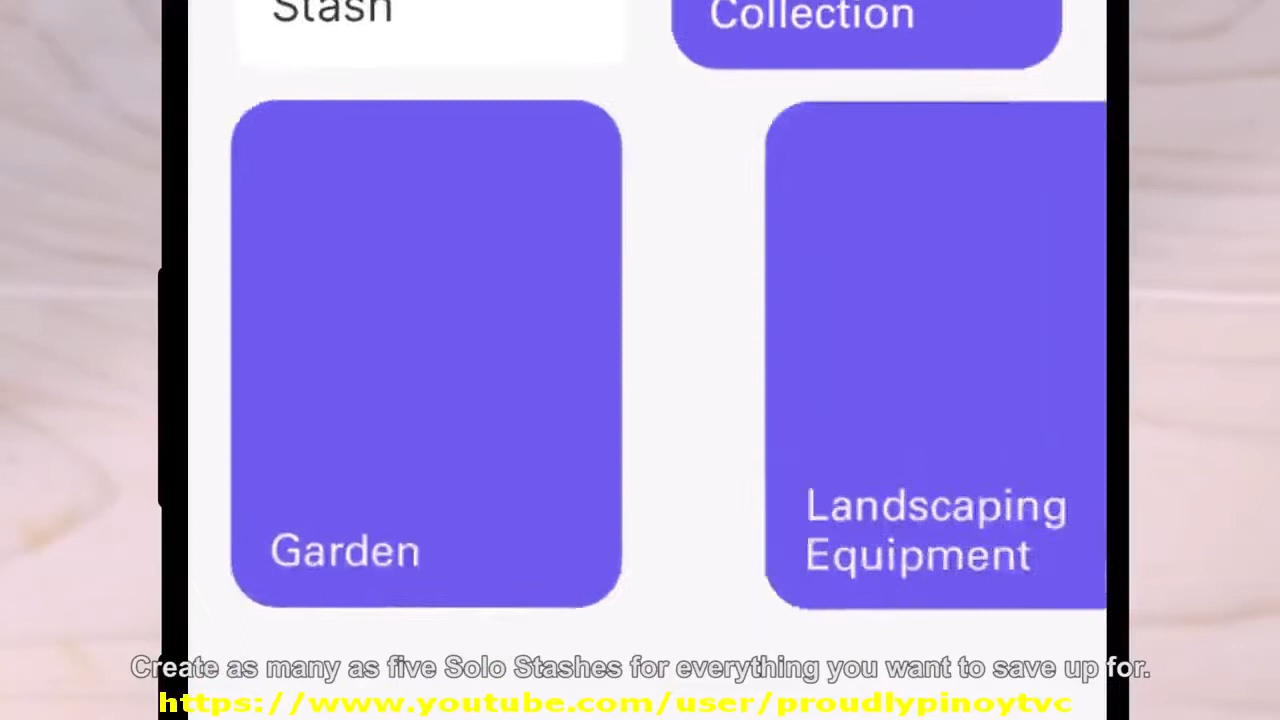 Stash
Collection
Garden
Landscaping
Equipment
Create as many as five Solo Stashes for everything you want to save up for.
https://www.youtube.com/user/proudlypinoytvc